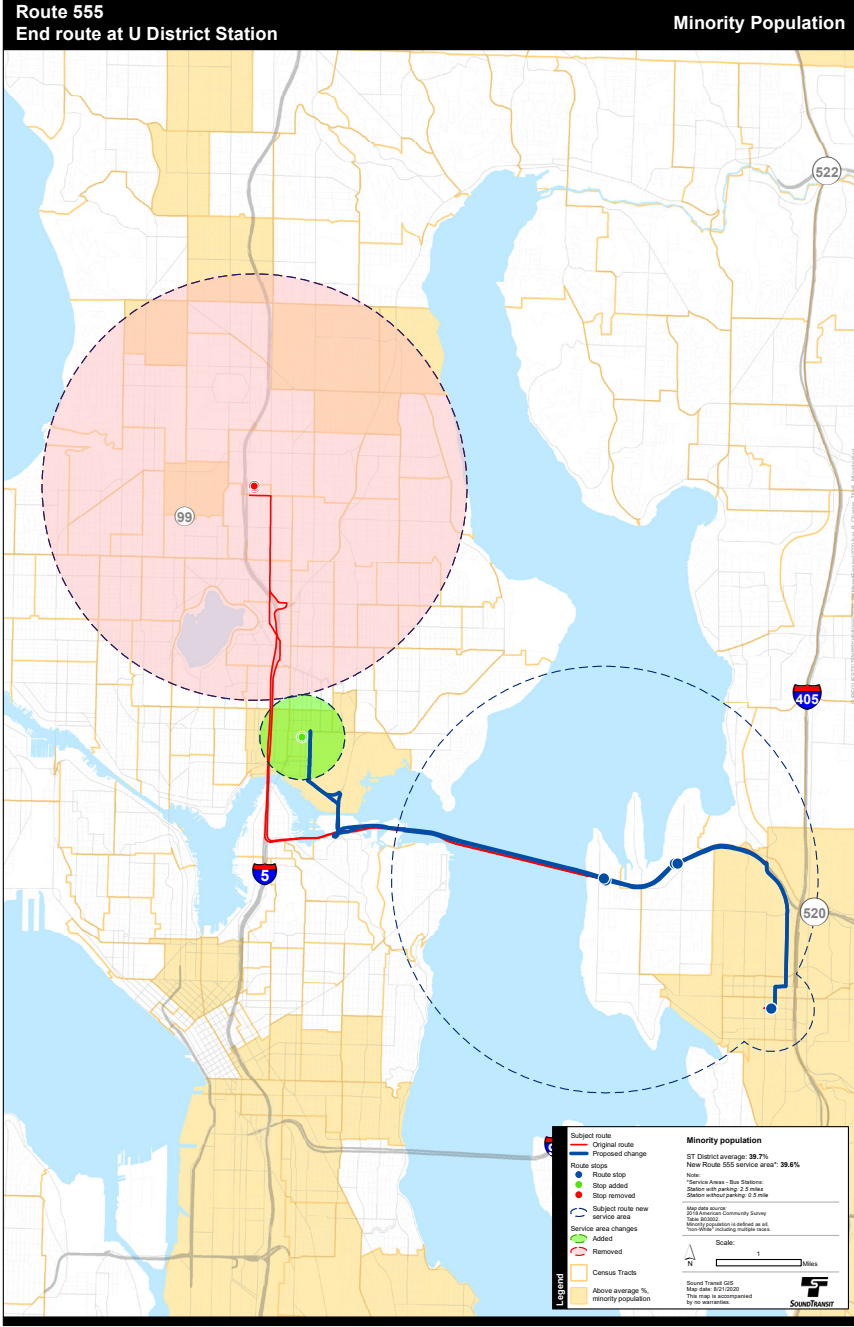 Route 555
End route at U District Station
Minority Population
522
99
405
5
520
Legend
Subject route
Original route
Proposed change
Route stops
Route stop
Stop added
Stop removed
Subject route new
service area
Service area changes
Added
Removed
Census Tracts
Above average %,
minority population
Minority population
ST District average: 39.7%
New Route 555 service area*: 39.6%
Note:
*Service Areas - Bus Stations:
Station with parking: 2.5 miles
Station without parking: 0.5 mile
Map data source:
2018 American Community Survey
Table B03002.
Minority population is defined as all,
"non-White" including multiple races.
Scale:
1
Miles
N
Sound Transit GIS
Map date: 8/21/2020
This map is accompanied
by no warranties.
SOUNDTRANSIT